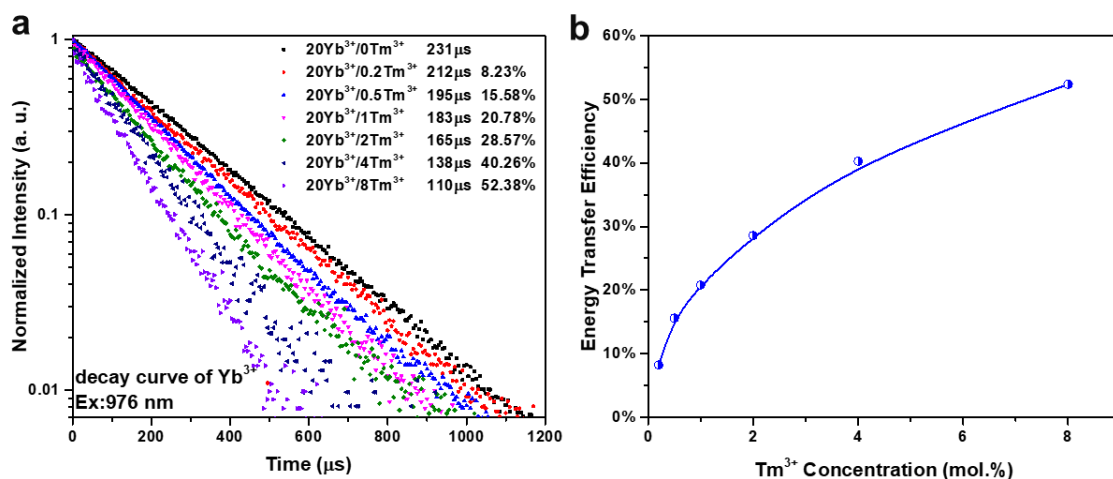 a
Normalized Intensity (a. u.)
1
0.1
0.01
20Yb³⁺/0Tm³⁺ 231μs
20Yb³⁺/0.2Tm³⁺ 212μs 8.23%
20Yb³⁺/0.5Tm³⁺ 195μs 15.58%
20Yb³⁺/1Tm³⁺ 183μs 20.78%
20Yb³⁺/2Tm³⁺ 165μs 28.57%
20Yb³⁺/4Tm³⁺ 138μs 40.26%
20Yb³⁺/8Tm³⁺ 110μs 52.38%
decay curve of Yb³⁺
Ex:976 nm
0 200 400 600 800 1000 1200
Time (μs)
b
Energy Transfer Efficiency
60%
50%
40%
30%
20%
10%
0%
0 2 4 6 8
Tm³⁺ Concentration (mol.%)